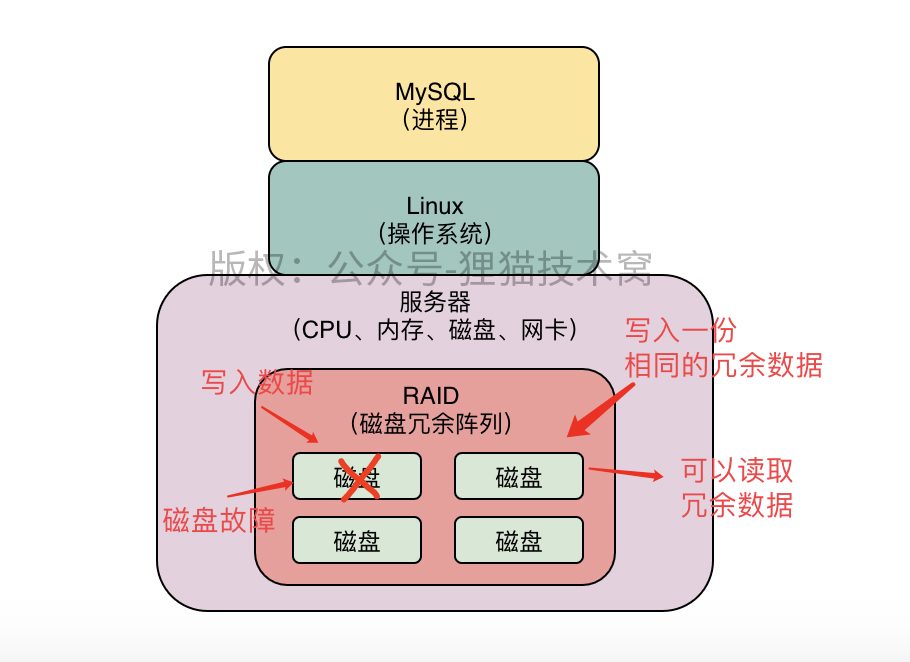 MySQL
（进程）
Linux
（操作系统）
版权：公众号-狸猫技术窝
服务器
（CPU、内存、磁盘、网卡）
写入一份
相同的冗余数据
写入数据
RAID
（磁盘冗余阵列）
磁盘
磁盘
可以读取
冗余数据
磁盘故障
磁盘
磁盘